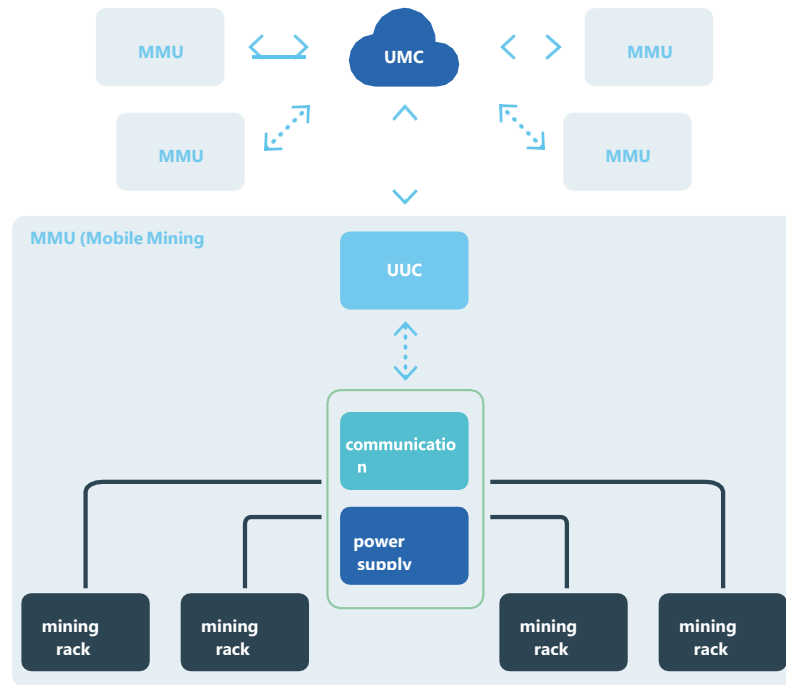 MMU
UMC
MMU
MMU
MMU
MMU (Mobile Mining
UUC
communicatio
n
power
supply
mining
rack
mining
rack
mining
rack
mining
rack